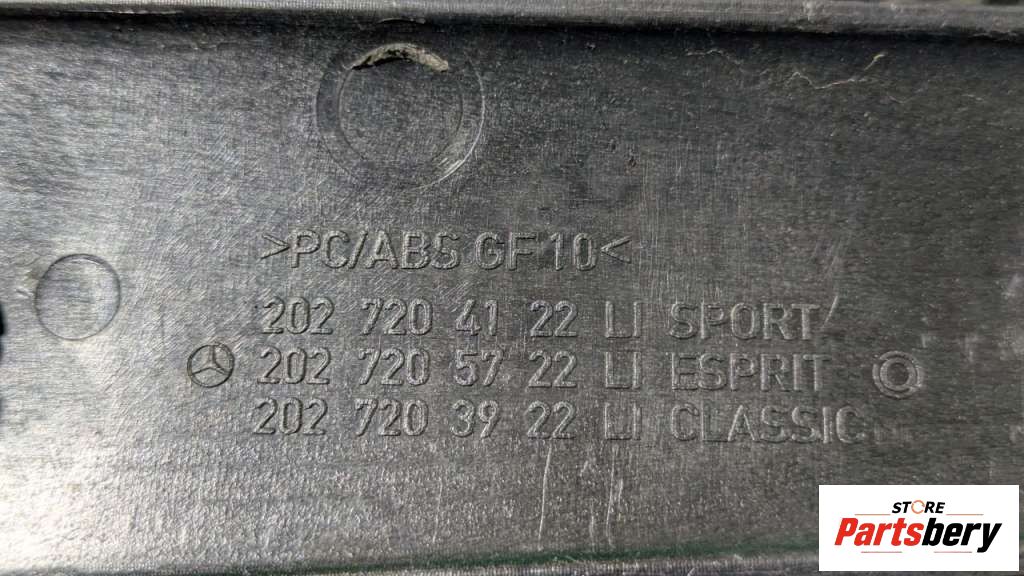 >PC/ABS GF10<
202 720 41 22 LI SPORT
202 720 57 22 LI ESPRIT
202 720 39 22 LI CLASSIC
STORE
Partsbery